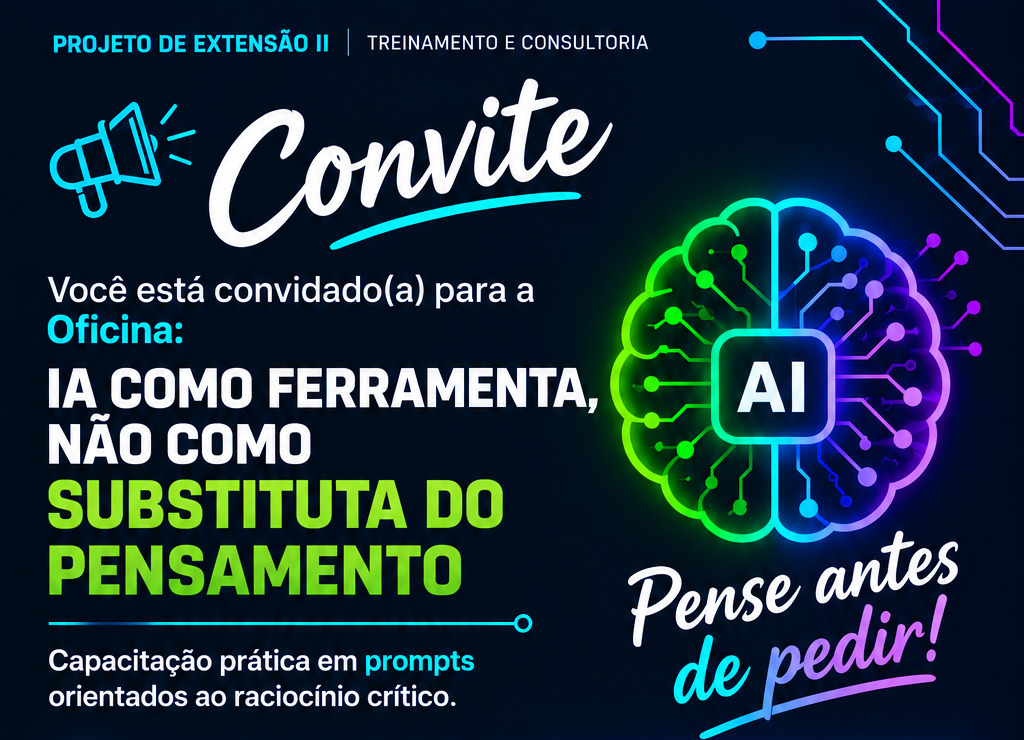 PROJETO DE EXTENSÃO II | TREINAMENTO E CONSULTORIA
Convite
Você está convidado(a) para a
Oficina:
IA COMO FERRAMENTA,
NÃO COMO
SUBSTITUTA DO
PENSAMENTO
Capacitação prática em prompts
orientados ao raciocínio crítico.
AI
Pense antes
de pedir!